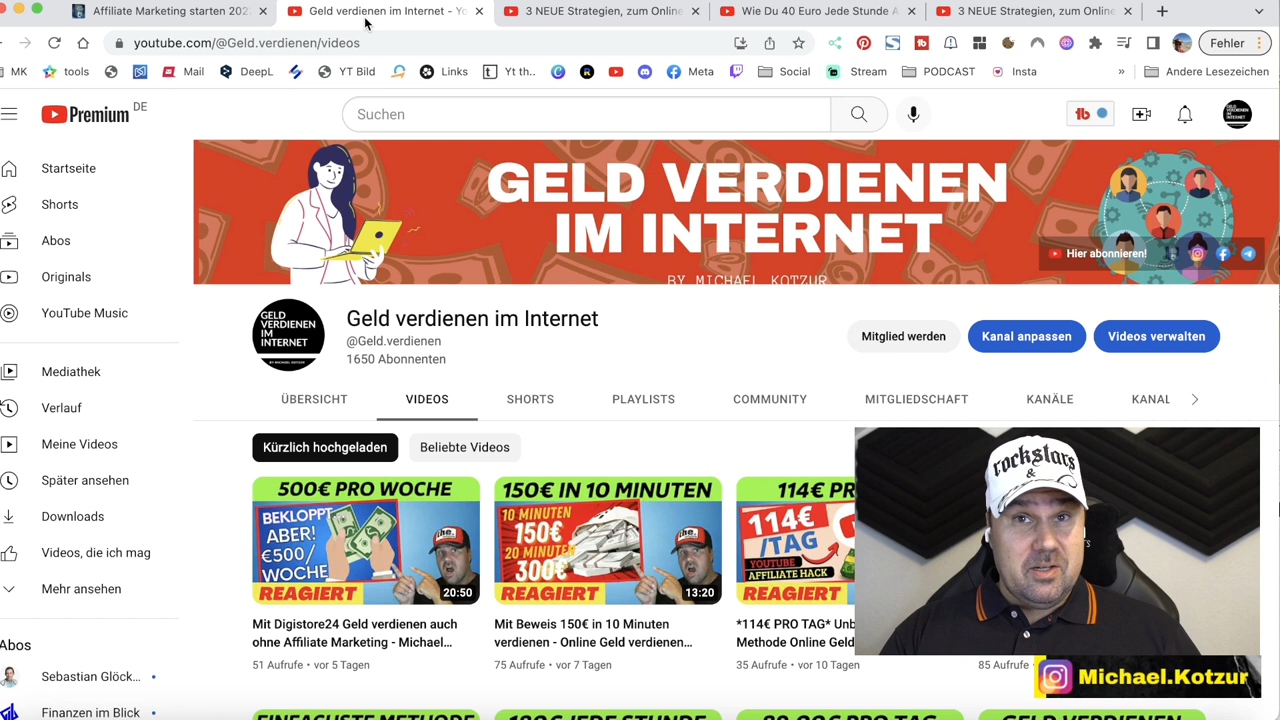 Affiliate Marketing starten 202
Geld verdienen im Internet - Yo
3 NEUE Strategien, zum Online
Wie Du 40 Euro Jede Stunde A
3 NEUE Strategien, zum Online
youtube.com/@Geld.verdienen/videos
Fehler
MK
tools
Mail
DeepL
YT Bild
Links
Yt th..
Meta
Social
Stream
PODCAST
Insta
»
Andere Lesezeichen
Premium DE
Suchen
Startseite
Shorts
Abos
Originals
YouTube Music
Mediathek
Verlauf
Meine Videos
Später ansehen
Downloads
Videos, die ich mag
Mehr ansehen
Abos
Sebastian Glöck...
Finanzen im Blick
GELD VERDIENEN
IM INTERNET
BY MICHAEL KOTZUR
Hier abonnieren!
GELD
VERDIENEN
IM
INTERNET
Geld verdienen im Internet
@Geld.verdienen
1650 Abonnenten
Mitglied werden
Kanal anpassen
Videos verwalten
ÜBERSICHT
VIDEOS
SHORTS
PLAYLISTS
COMMUNITY
MITGLIEDSCHAFT
KANÄLE
KANAL
Kürzlich hochgeladen
Beliebte Videos
500€ PRO WOCHE
BEKLOPPT
ABER!
€500/
WOCHE
REAGIERT
20:50
Mit Digistore24 Geld verdienen auch
ohne Affiliate Marketing - Michael...
51 Aufrufe • vor 5 Tagen
150€ IN 10 MINUTEN
10 MINUTEN
150€
20 MINUTEN
300€
REAGIERT
13:20
Mit Beweis 150€ in 10 Minuten
verdienen - Online Geld verdienen...
75 Aufrufe • vor 7 Tagen
114€ PR
114€
/TAG
YOUTUBE
AFFILIATE HACK
REAGIERT
*114€ PRO TAG* Unb
Methode Online Geld
35 Aufrufe • vor 10 Tagen
85 Aufrufe
rockstars
&
Michael.Kotzur
EINFACHSTE METHODE
180€ JEDE STUNDE
GELD VERDIENEN